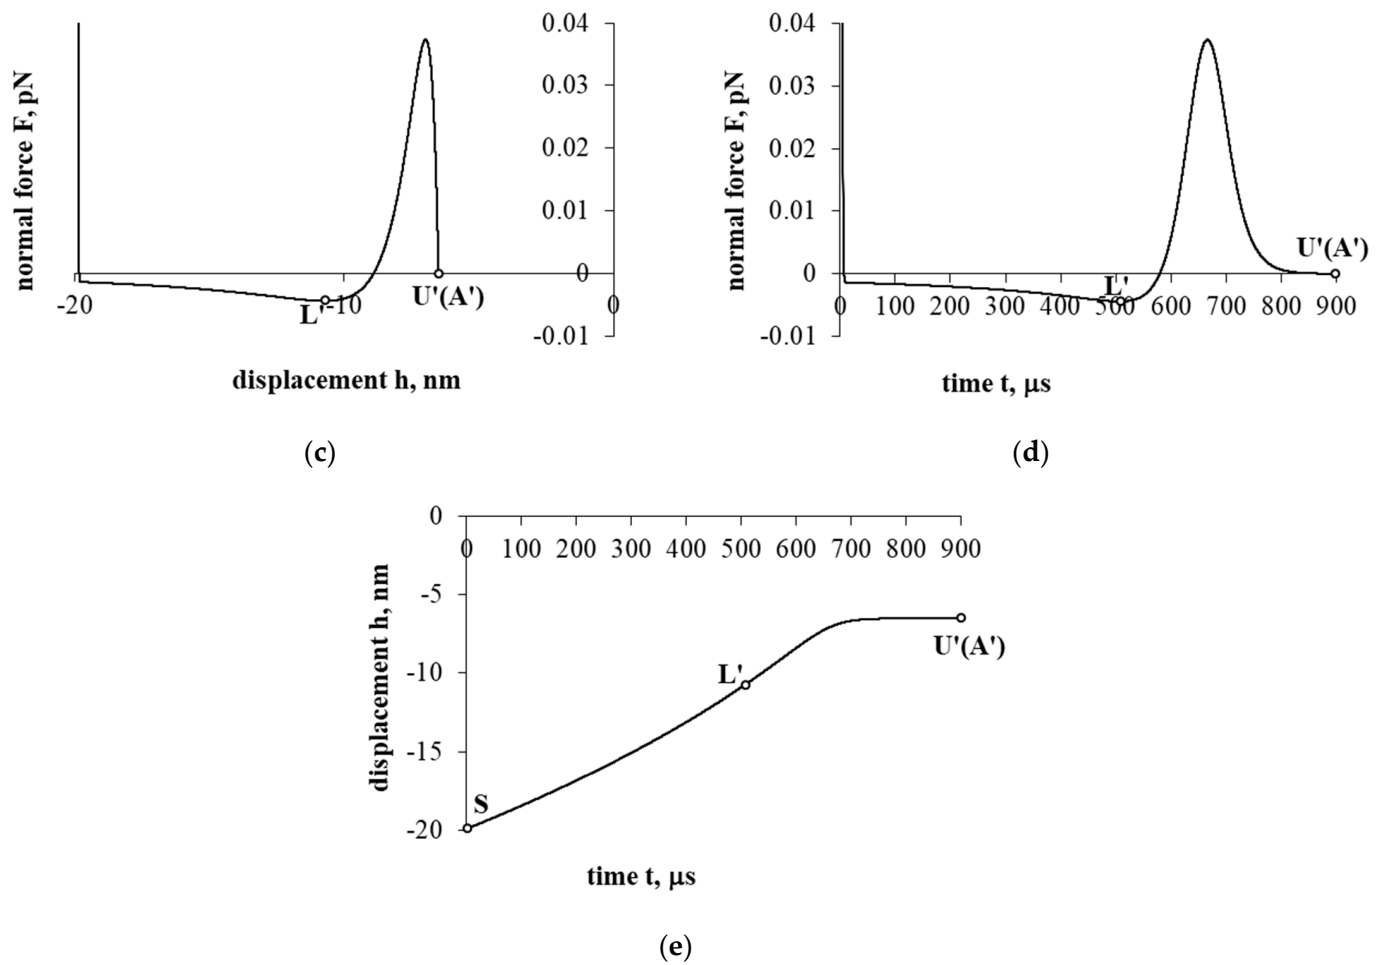 normal force F, pN
0.04
0.03
0.02
0.01
0
-0.01
-20
-10
0
L'
U'(A')
displacement h, nm
(c)
normal force F, pN
0.04
0.03
0.02
0.01
0
-0.01
0 100 200 300 400 500 600 700 800 900
L'
U'(A')
time t, μs
(d)
displacement h, nm
0
-5
-10
-15
-20
0 100 200 300 400 500 600 700 800 900
S
L'
U'(A')
time t, μs
(e)